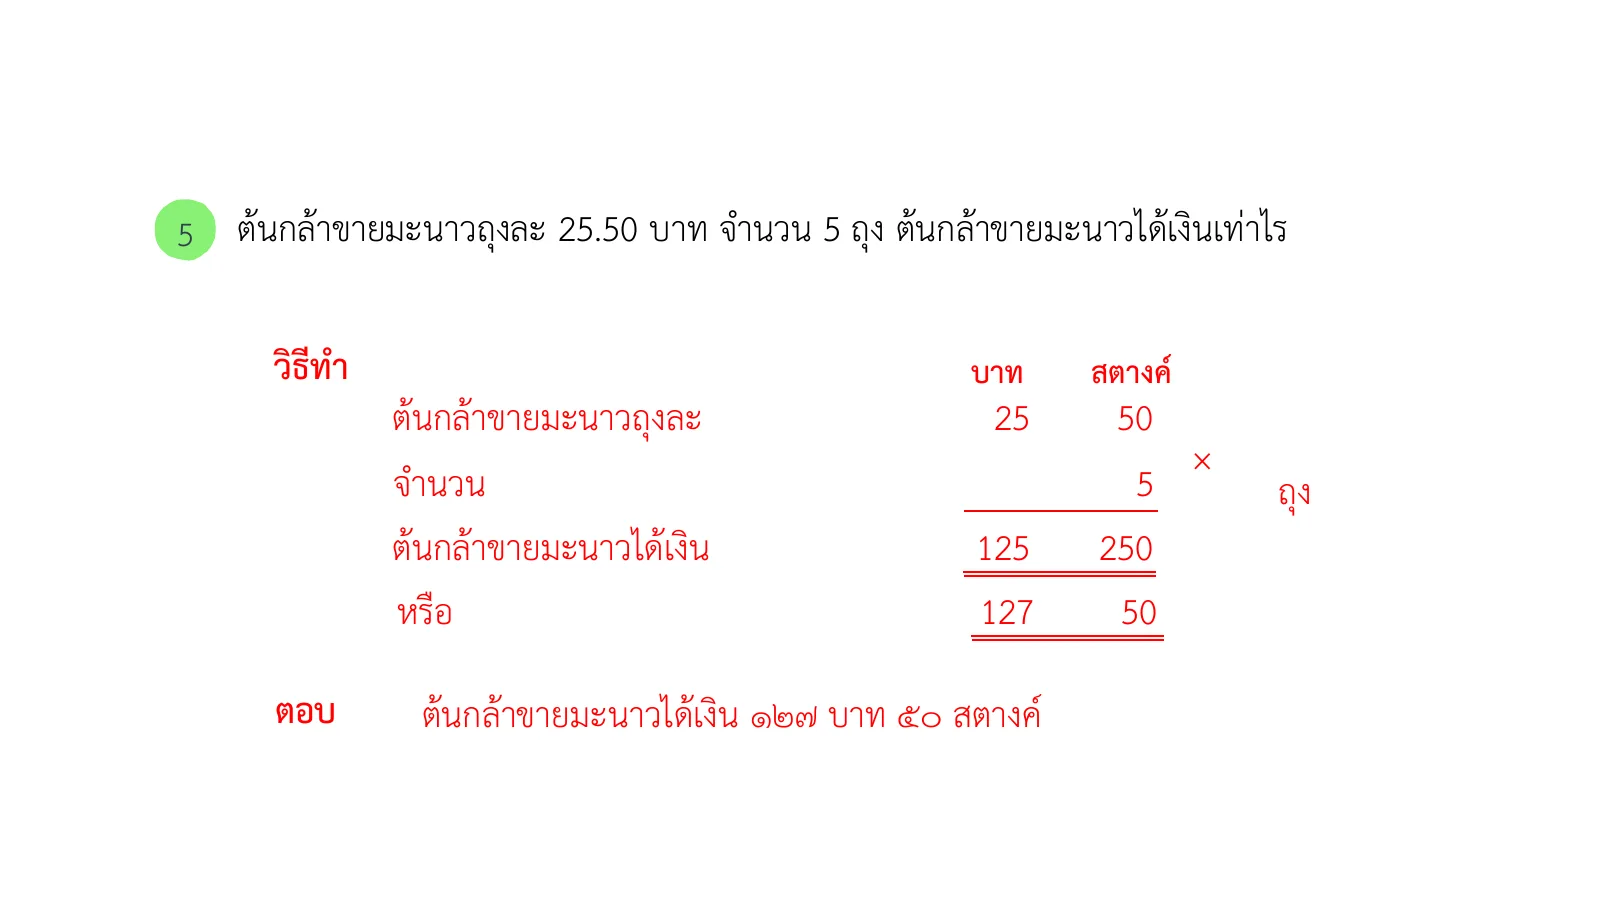 5 ต้นกล้าขายมะนาวถุงละ 25.50 บาท จำนวน 5 ถุง ต้นกล้าขายมะนาวได้เงินเท่าไร
วิธีทำ บาท สตางค์
ต้นกล้าขายมะนาวถุงละ 25 50
×
จำนวน 5 ถุง
ต้นกล้าขายมะนาวได้เงิน 125 250
หรือ 127 50
ตอบ ต้นกล้าขายมะนาวได้เงิน ๑๒๗ บาท ๕๐ สตางค์